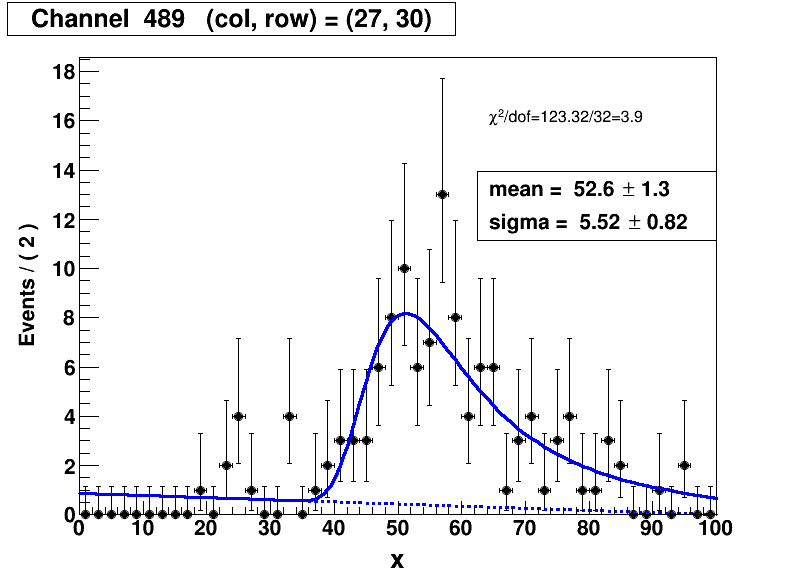 Channel 489 (col, row) = (27, 30)
18
16
14
12
10
8
6
4
2
0
Events / ( 2 )
χ²/dof=123.32/32=3.9
mean = 52.6 ± 1.3
sigma = 5.52 ± 0.82
0 10 20 30 40 50 60 70 80 90 100
x